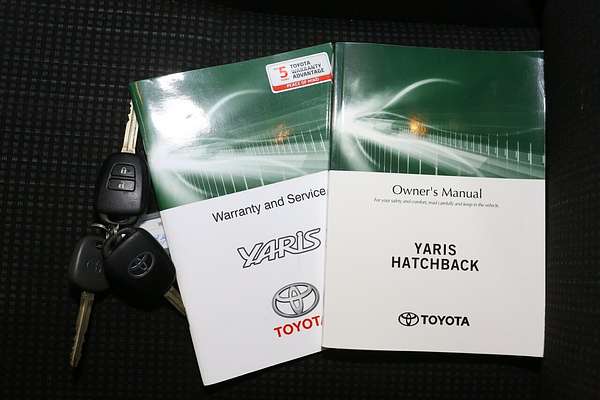 5
TOYOTA
WARRANTY
ADVANTAGE
PEACE OF MIND
Warranty and Service
YARIS
TOYOTA
Owner's Manual
For your safety and comfort, read carefully and keep in the vehicle.
YARIS
HATCHBACK
TOYOTA